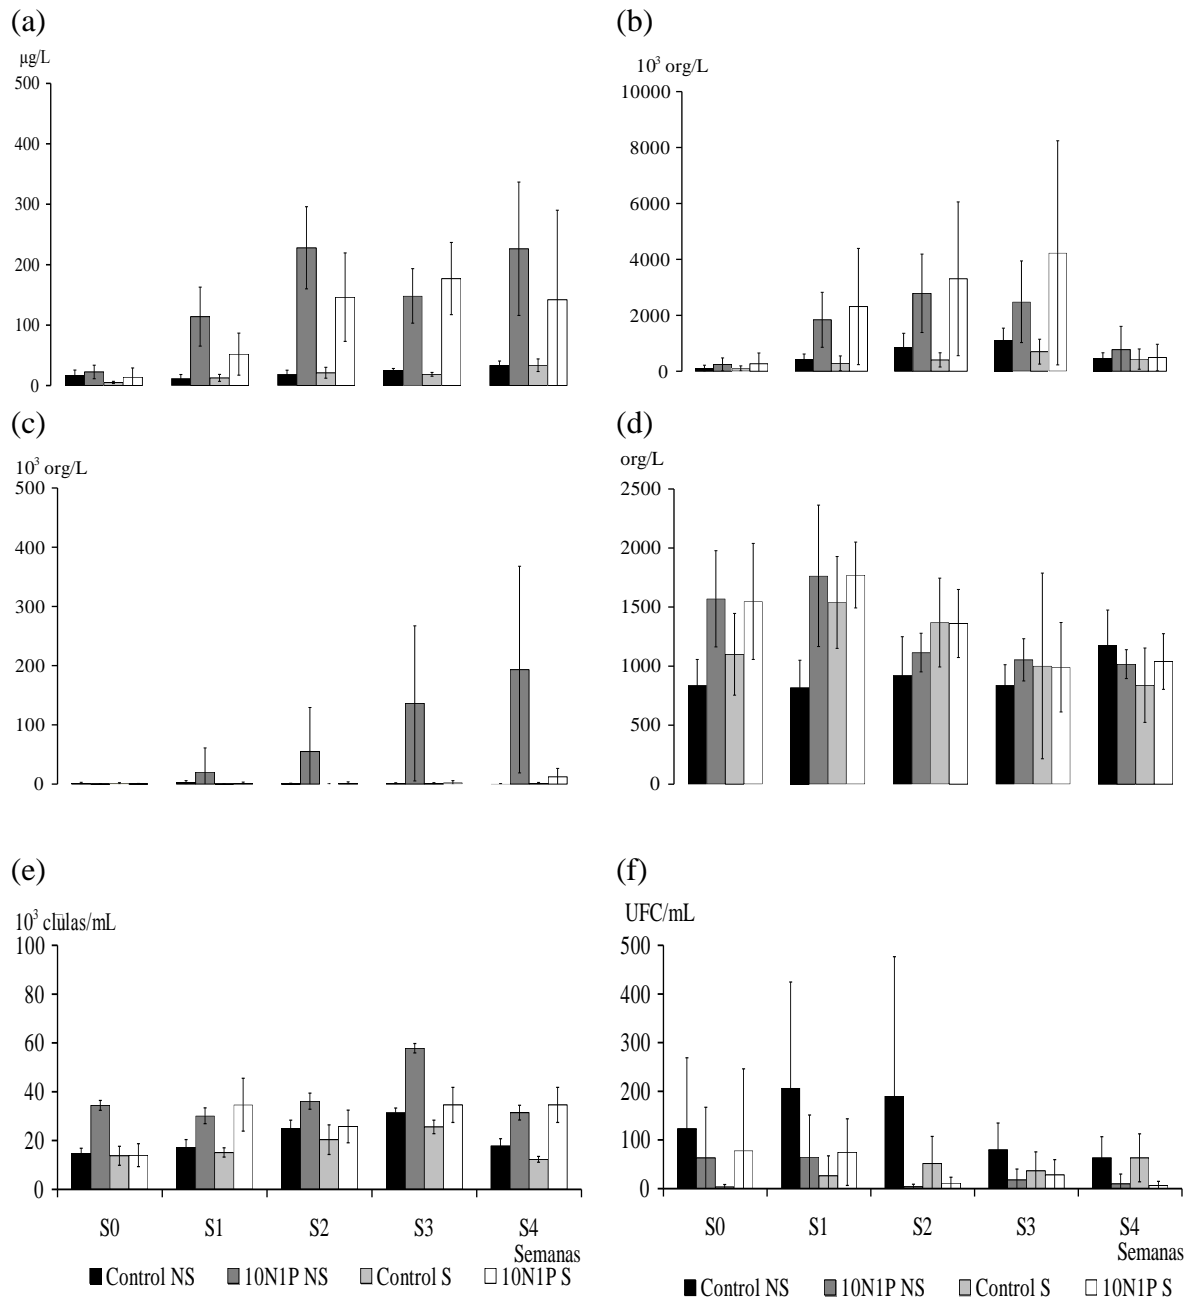 (a)
µg/L
500
400
300
200
100
0
(b)
10³ org/L
10000
8000
6000
4000
2000
0
(c)
10³ org/L
500
400
300
200
100
0
(d)
org/L
2500
2000
1500
1000
500
0
(e)
10³ clūlas/mL
100
80
60
40
20
0
S0 S1 S2 S3 S4
Semanas
Control NS 10N1P NS Control S 10N1P S
(f)
UFC/mL
500
400
300
200
100
0
S0 S1 S2 S3 S4
Semanas
Control NS 10N1P NS Control S 10N1P S